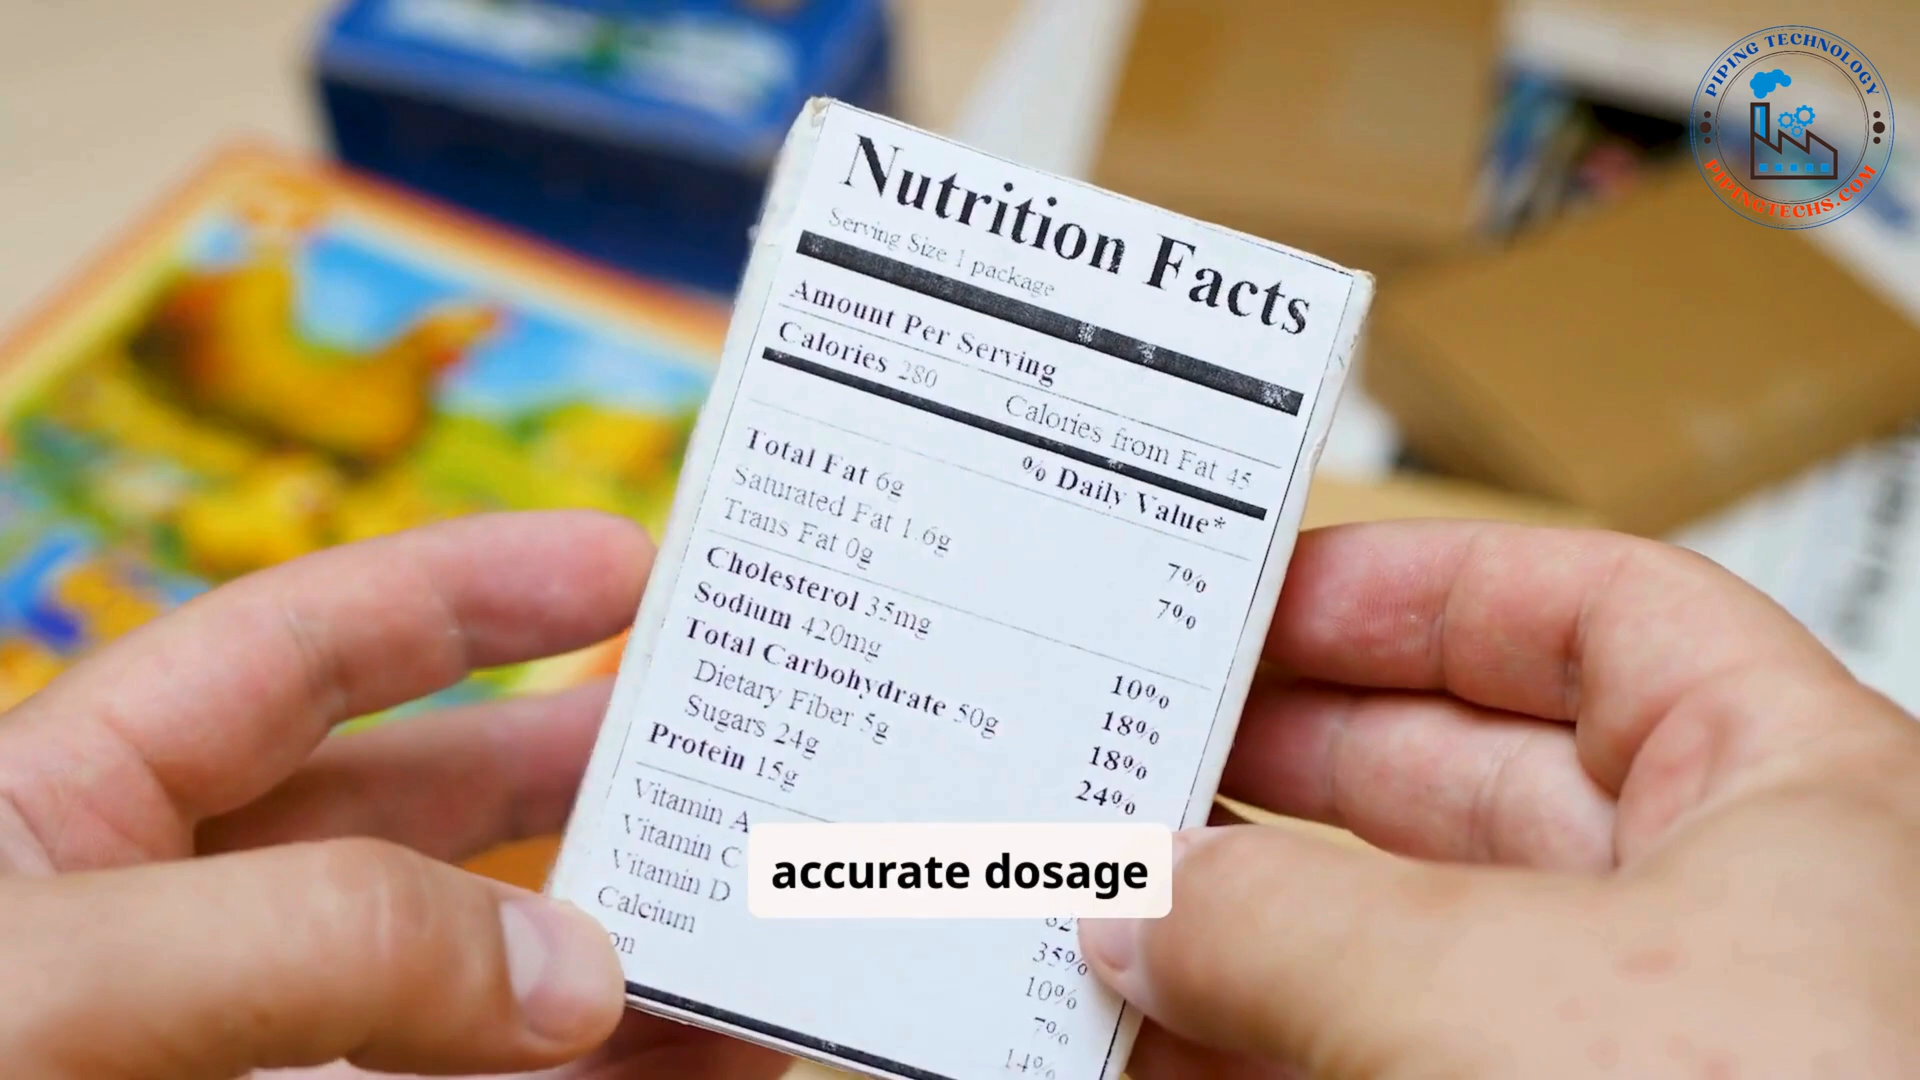 PIPING TECHNOLOGY
PIPINGTECHS.COM
Nutrition Facts
Serving Size 1 package
Amount Per Serving
Calories 280
Calories from Fat 45
% Daily Value*
Total Fat 6g 7%
Saturated Fat 1.6g 7%
Trans Fat 0g
Cholesterol 35mg 10%
Sodium 420mg 18%
Total Carbohydrate 50g 18%
Dietary Fiber 5g 24%
Sugars 24g
Protein 15g
Vitamin A
Vitamin C 35%
Vitamin D 10%
Calcium 7%
14%
accurate dosage